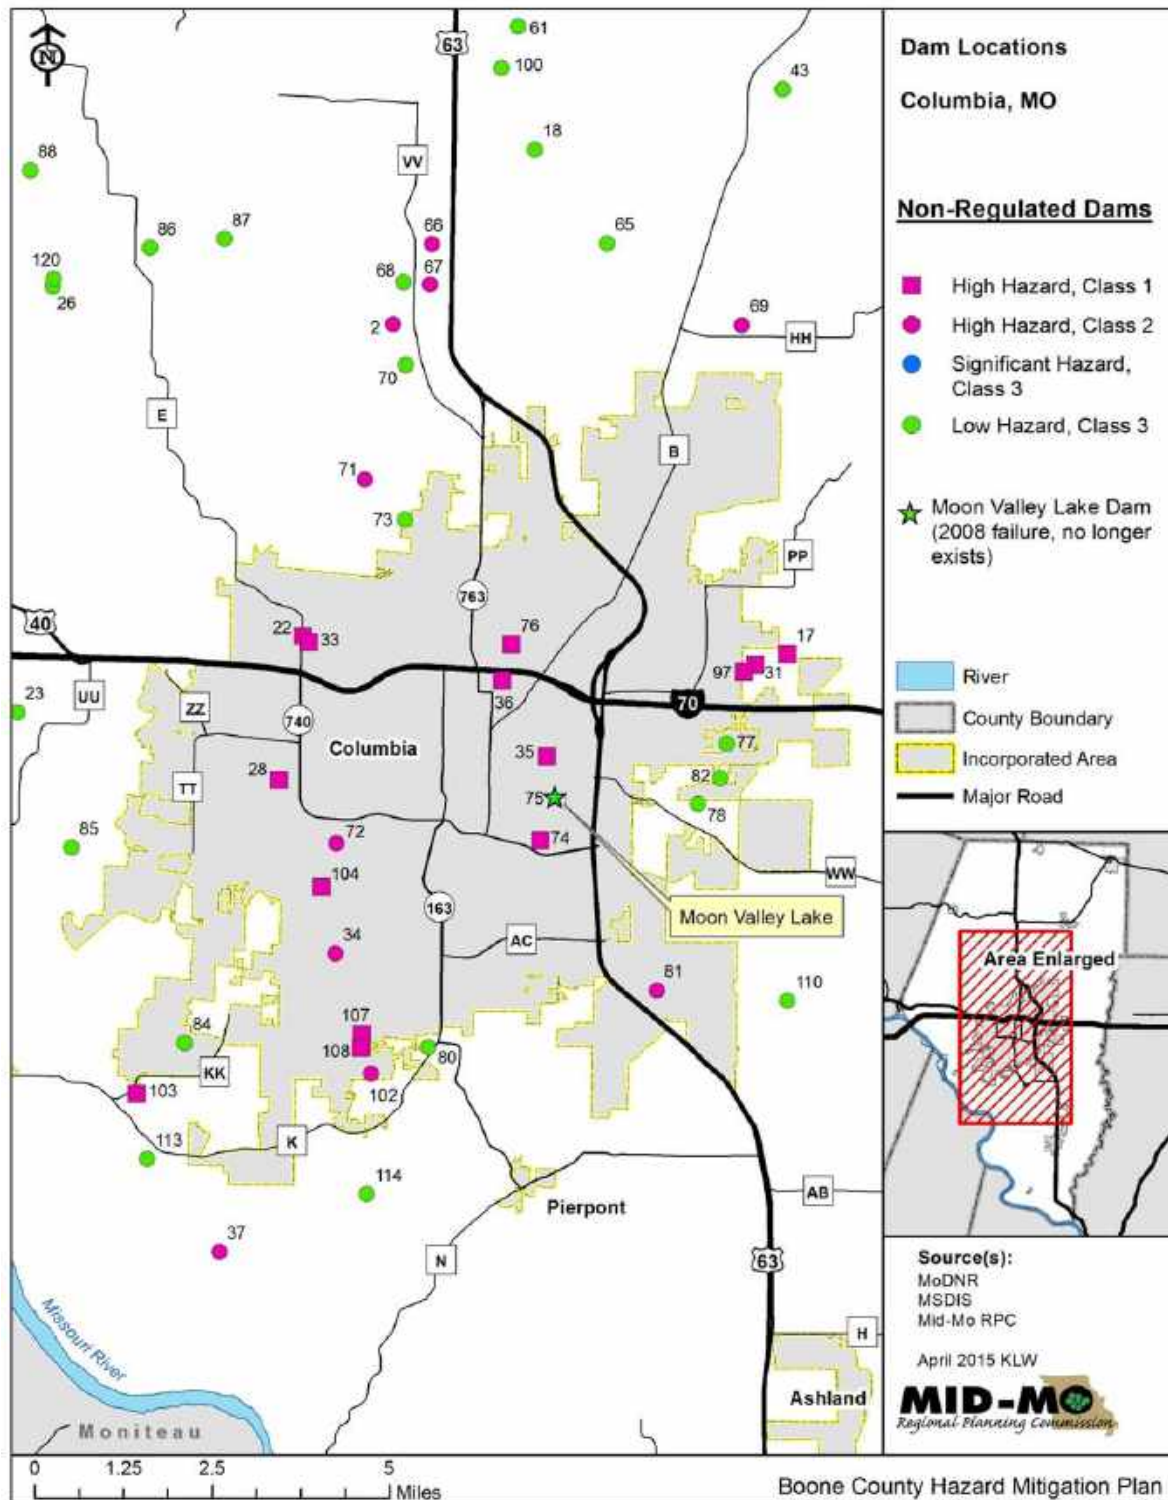 N
63
61
100
43
18
VV
88
86
87
66
65
120
68
67
26
2
69
HH
70
E
B
71
73
PP
763
40
22
33
76
17
97
31
23
UU
ZZ
36
70
740
Columbia
35
77
28
82
TT
75
78
85
72
74
WW
104
163
Moon Valley Lake
34
AC
81
110
107
84
108
80
KK
103
102
K
113
114
AB
Pierpont
37
N
63
Missouri River
H
Ashland
Moniteau
0 1.25 2.5 5
Miles
Dam Locations
Columbia, MO
Non-Regulated Dams
High Hazard, Class 1
High Hazard, Class 2
Significant Hazard,
Class 3
Low Hazard, Class 3
Moon Valley Lake Dam
(2008 failure, no longer
exists)
River
County Boundary
Incorporated Area
Major Road
Area Enlarged
Source(s):
MoDNR
MSDIS
Mid-Mo RPC
April 2015 KLW
MID-MO
Regional Planning Commission
Boone County Hazard Mitigation Plan